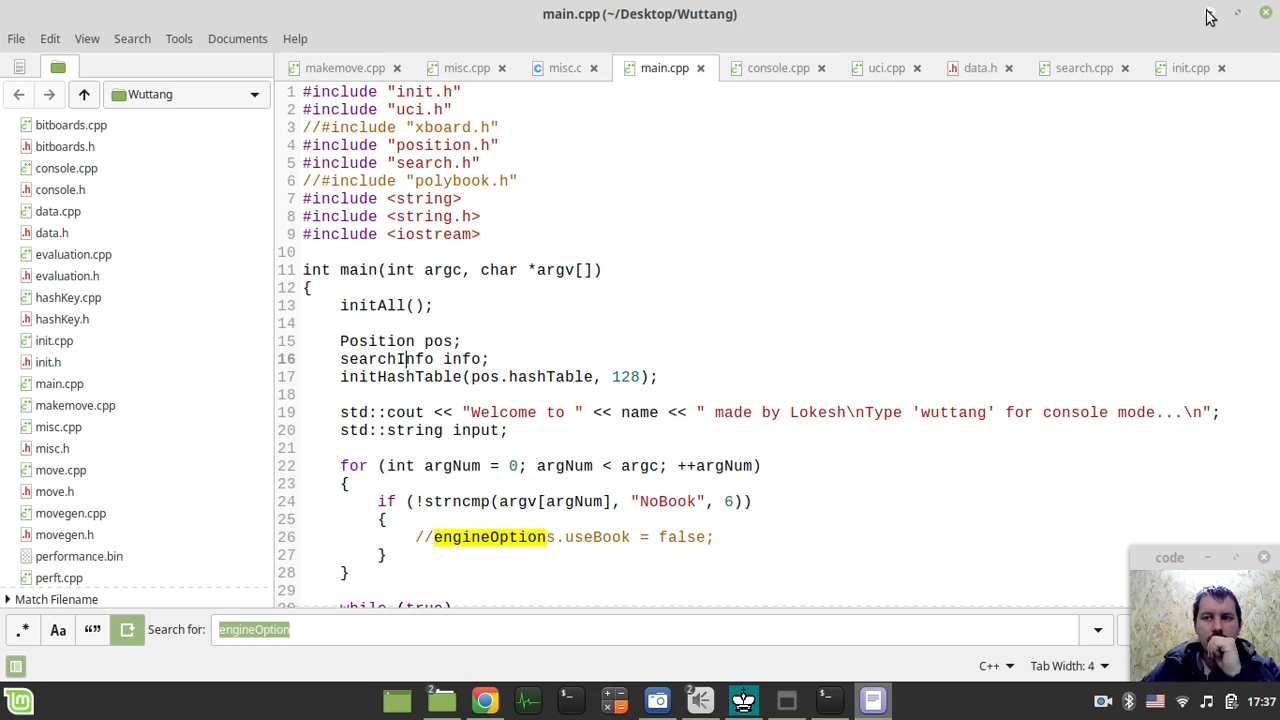 main.cpp (~/Desktop/Wuttang)
File Edit View Search Tools Documents Help
makemove.cpp misc.cpp misc.c main.cpp console.cpp uci.cpp data.h search.cpp init.cpp
Wuttang
bitboards.cpp
bitboards.h
console.cpp
console.h
data.cpp
data.h
evaluation.cpp
evaluation.h
hashKey.cpp
hashKey.h
init.cpp
init.h
main.cpp
makemove.cpp
misc.cpp
misc.h
move.cpp
move.h
movegen.cpp
movegen.h
performance.bin
perft.cpp
Match Filename
1 #include "init.h"
2 #include "uci.h"
3 //#include "xboard.h"
4 #include "position.h"
5 #include "search.h"
6 //#include "polybook.h"
7 #include <string>
8 #include <string.h>
9 #include <iostream>
10
11 int main(int argc, char *argv[])
12 {
13 initAll();
14
15 Position pos;
16 searchInfo info;
17 initHashTable(pos.hashTable, 128);
18
19 std::cout << "Welcome to " << name << " made by Lokesh\nType 'wuttang' for console mode...\n";
20 std::string input;
21
22 for (int argNum = 0; argNum < argc; ++argNum)
23 {
24 if (!strncmp(argv[argNum], "NoBook", 6))
25 {
26 //engineOptions.useBook = false;
27 }
28 }
29
30 while (true)
code
.* Aa “” Search for: engineOption
C++ Tab Width: 4
2 2 17:37